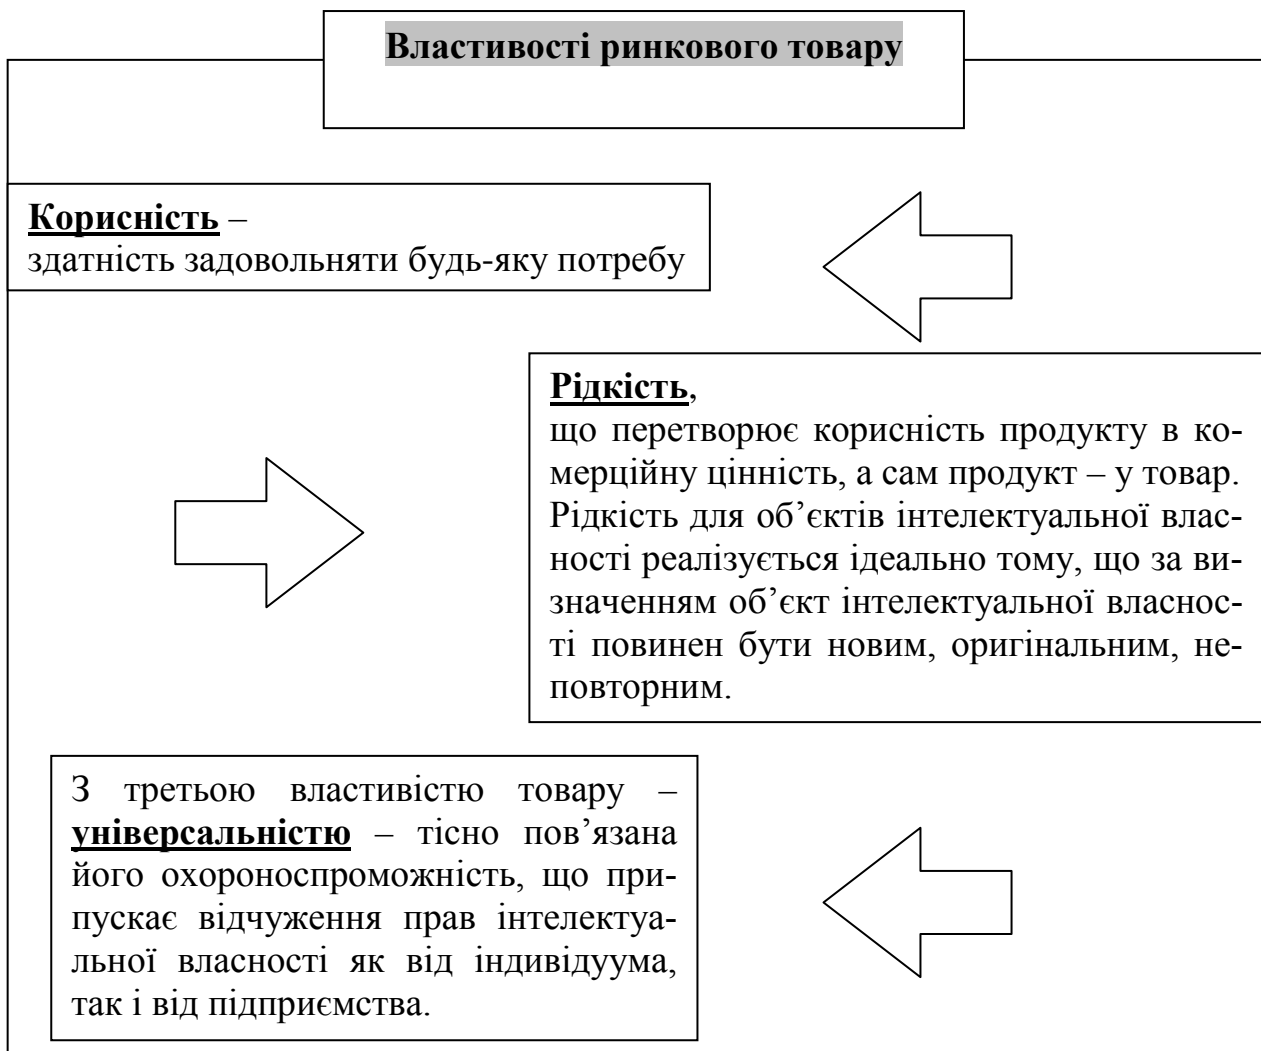 Властивості ринкового товару
Корисність –
здатність задовольняти будь-яку потребу
Рідкість,
що перетворює корисність продукту в ко-
мерційну цінність, а сам продукт – у товар.
Рідкість для об’єктів інтелектуальної влас-
ності реалізується ідеально тому, що за ви-
значенням об’єкт інтелектуальної власнос-
ті повинен бути новим, оригінальним, не-
повторним.
З третьою властивістю товару –
універсальністю – тісно пов’язана
його охороноспроможність, що при-
пускає відчуження прав інтелектуа-
льної власності як від індивідуума,
так і від підприємства.